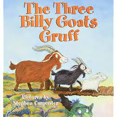 The Three
Billy Goats
Gruff
Stephen Carpenter